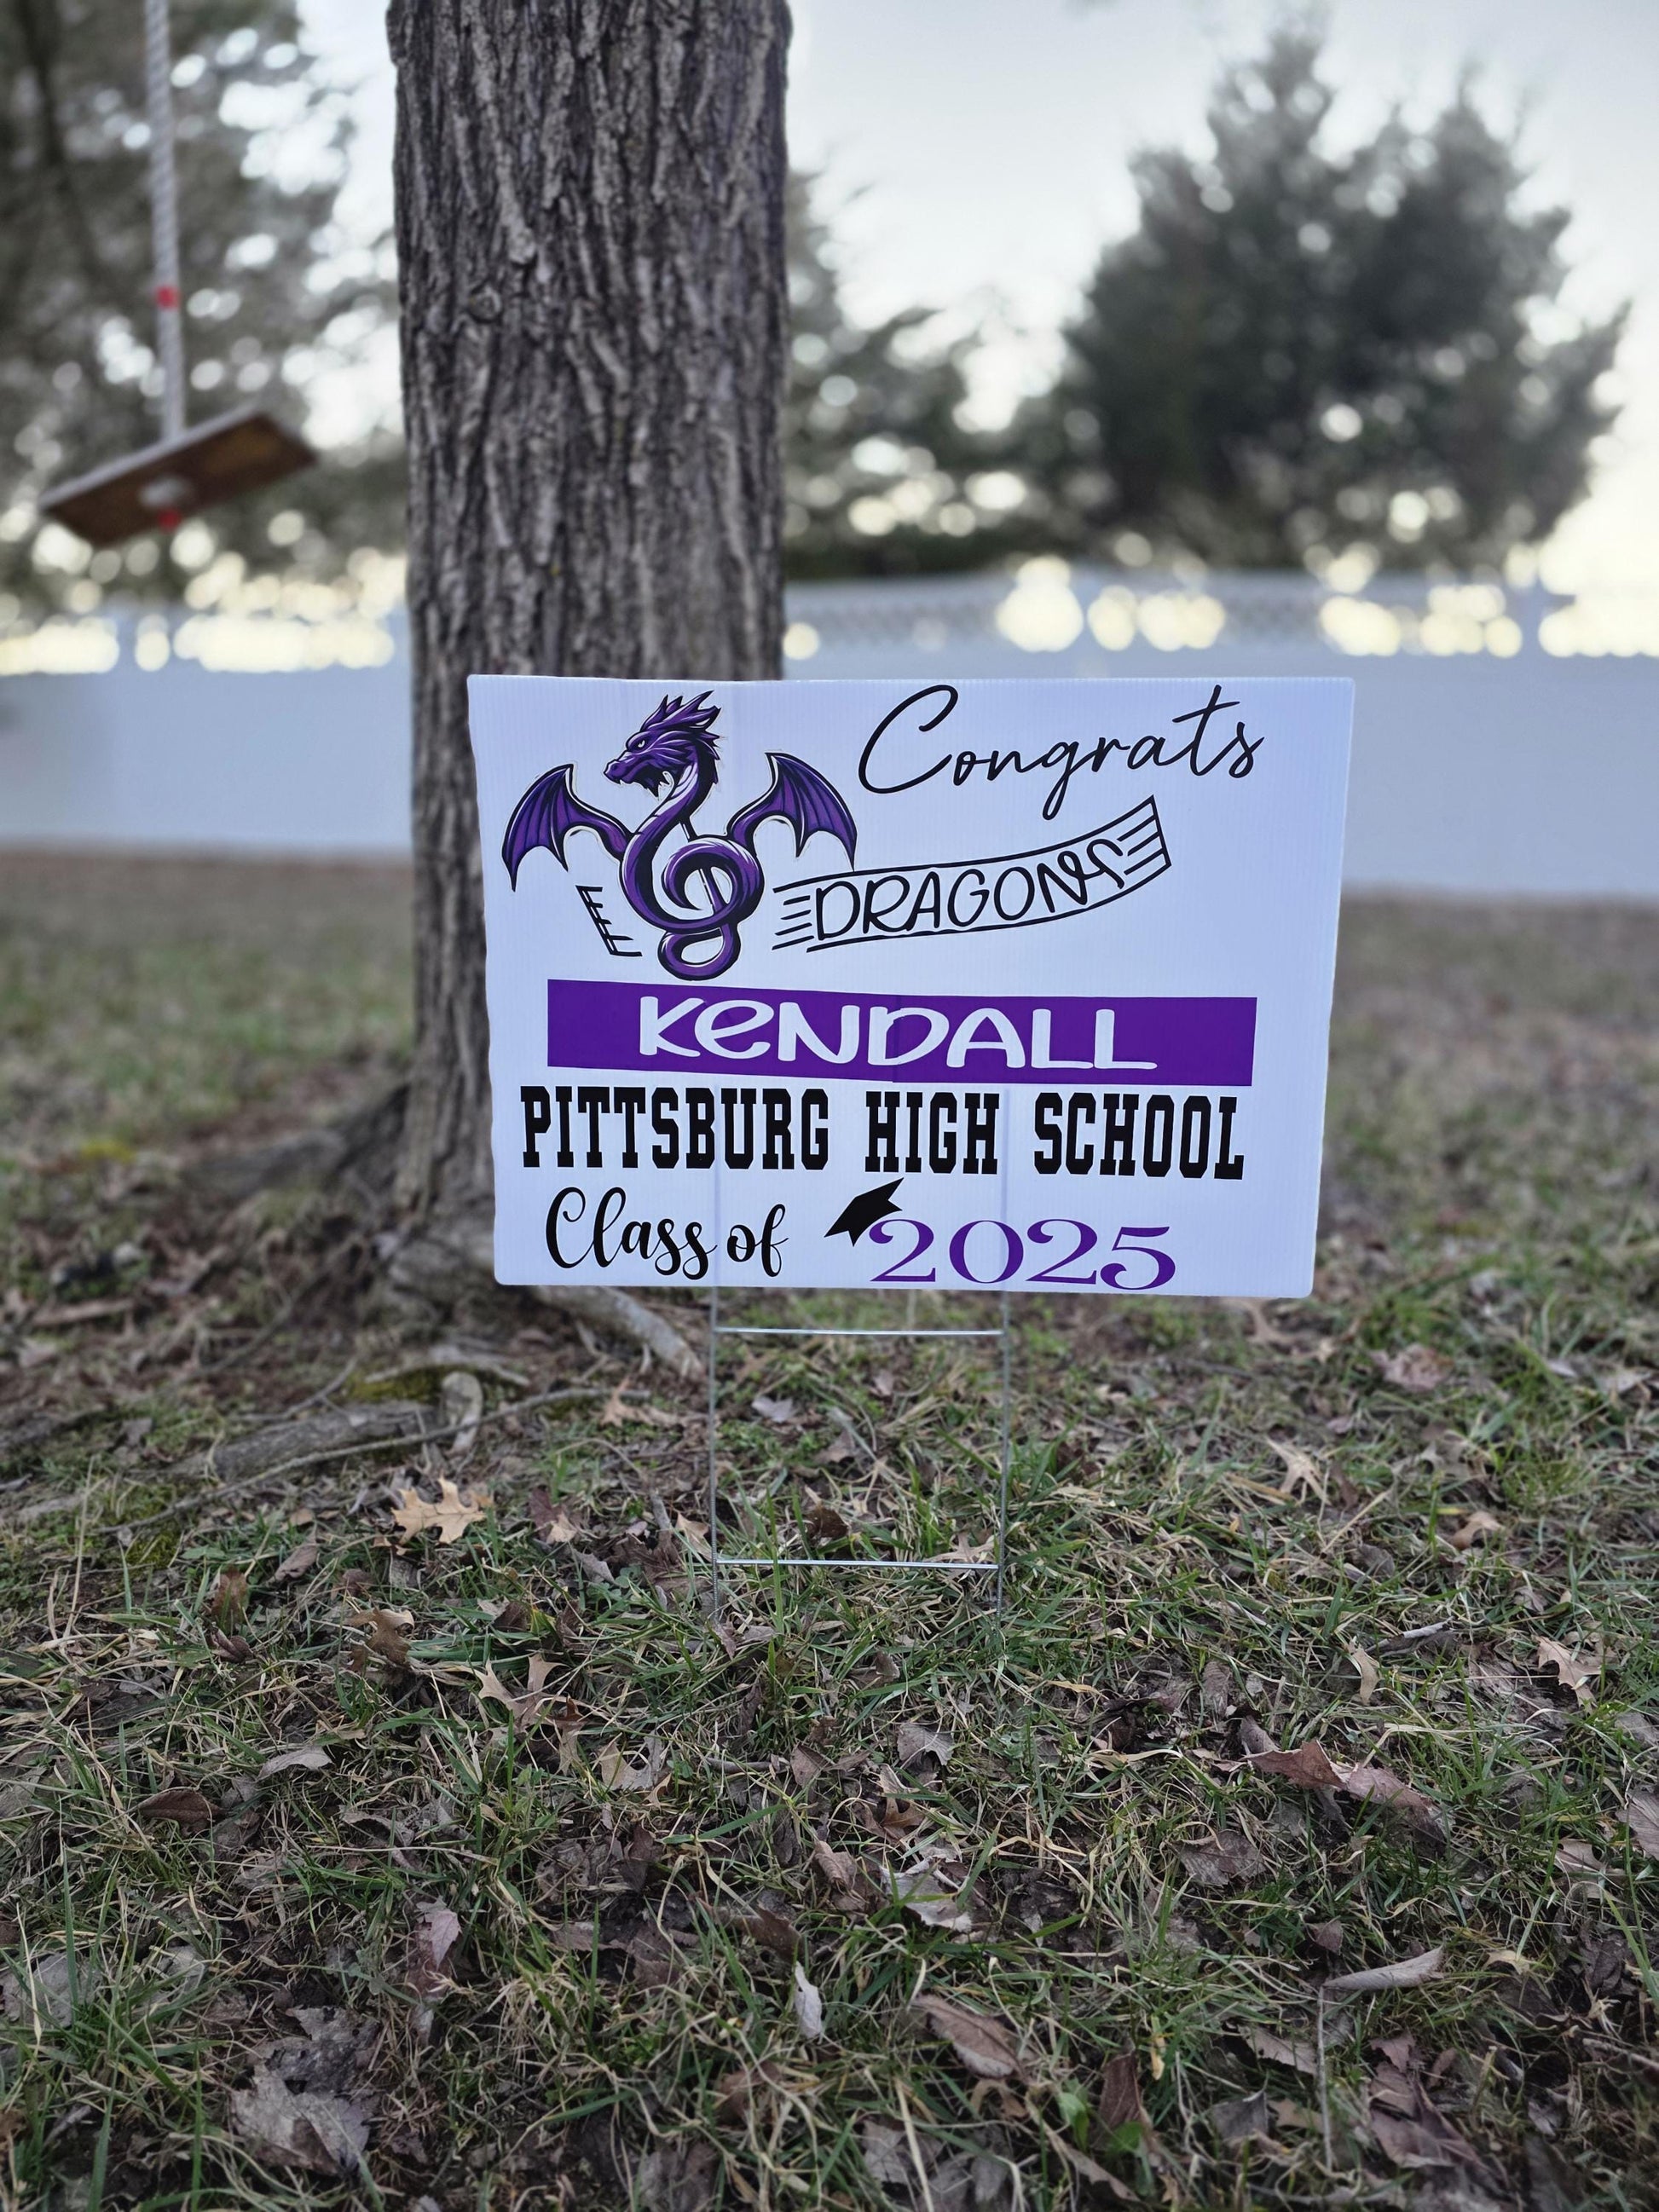 Congrats
DRAGONS
KeNDALL
PITTSBURG HIGH SCHOOL
Class of 2025